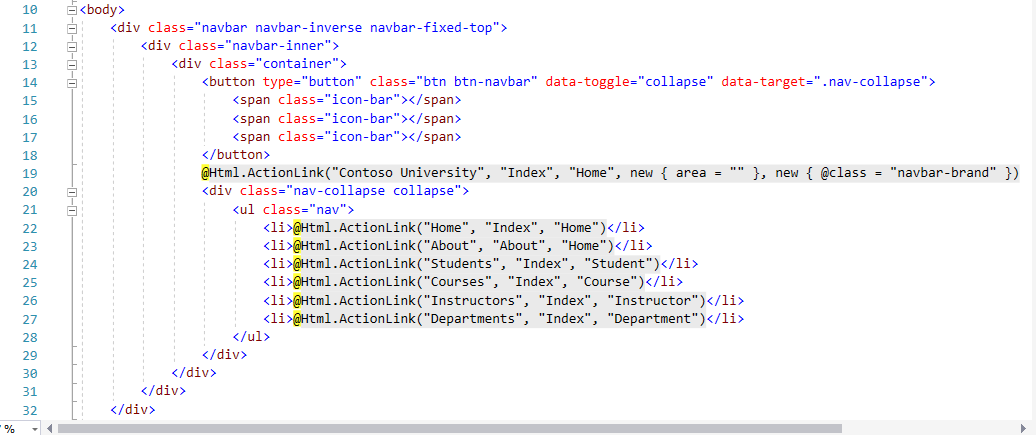 10 <body>
11 <div class="navbar navbar-inverse navbar-fixed-top">
12 <div class="navbar-inner">
13 <div class="container">
14 <button type="button" class="btn btn-navbar" data-toggle="collapse" data-target=".nav-collapse">
15 <span class="icon-bar"></span>
16 <span class="icon-bar"></span>
17 <span class="icon-bar"></span>
18 </button>
19 @Html.ActionLink("Contoso University", "Index", "Home", new { area = "" }, new { @class = "navbar-brand" })
20 <div class="nav-collapse collapse">
21 <ul class="nav">
22 <li>@Html.ActionLink("Home", "Index", "Home")</li>
23 <li>@Html.ActionLink("About", "About", "Home")</li>
24 <li>@Html.ActionLink("Students", "Index", "Student")</li>
25 <li>@Html.ActionLink("Courses", "Index", "Course")</li>
26 <li>@Html.ActionLink("Instructors", "Index", "Instructor")</li>
27 <li>@Html.ActionLink("Departments", "Index", "Department")</li>
28 </ul>
29 </div>
30 </div>
31 </div>
32 </div>
%